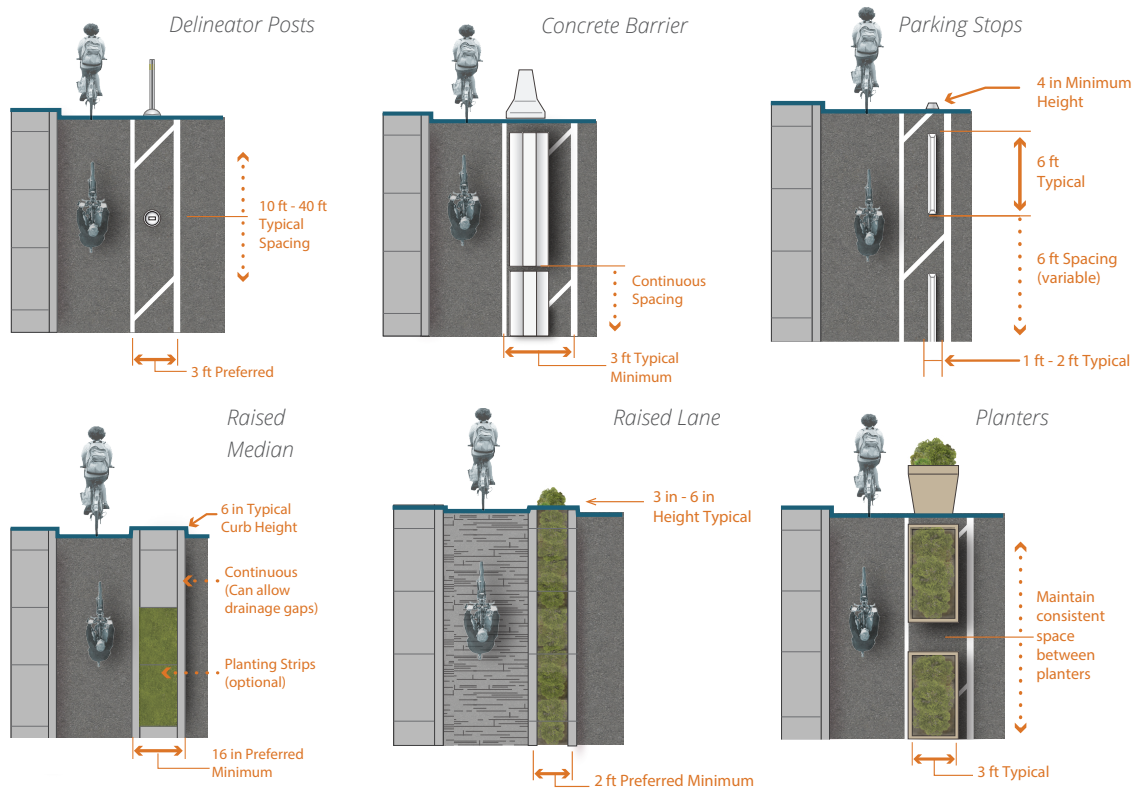 Delineator Posts
10 ft - 40 ft
Typical
Spacing
3 ft Preferred
Concrete Barrier
Continuous
Spacing
3 ft Typical
Minimum
Parking Stops
4 in Minimum
Height
6 ft
Typical
6 ft Spacing
(variable)
1 ft - 2 ft Typical
Raised
Median
6 in Typical
Curb Height
Continuous
(Can allow
drainage gaps)
Planting Strips
(optional)
16 in Preferred
Minimum
Raised Lane
3 in - 6 in
Height Typical
2 ft Preferred Minimum
Planters
Maintain
consistent
space
between
planters
3 ft Typical